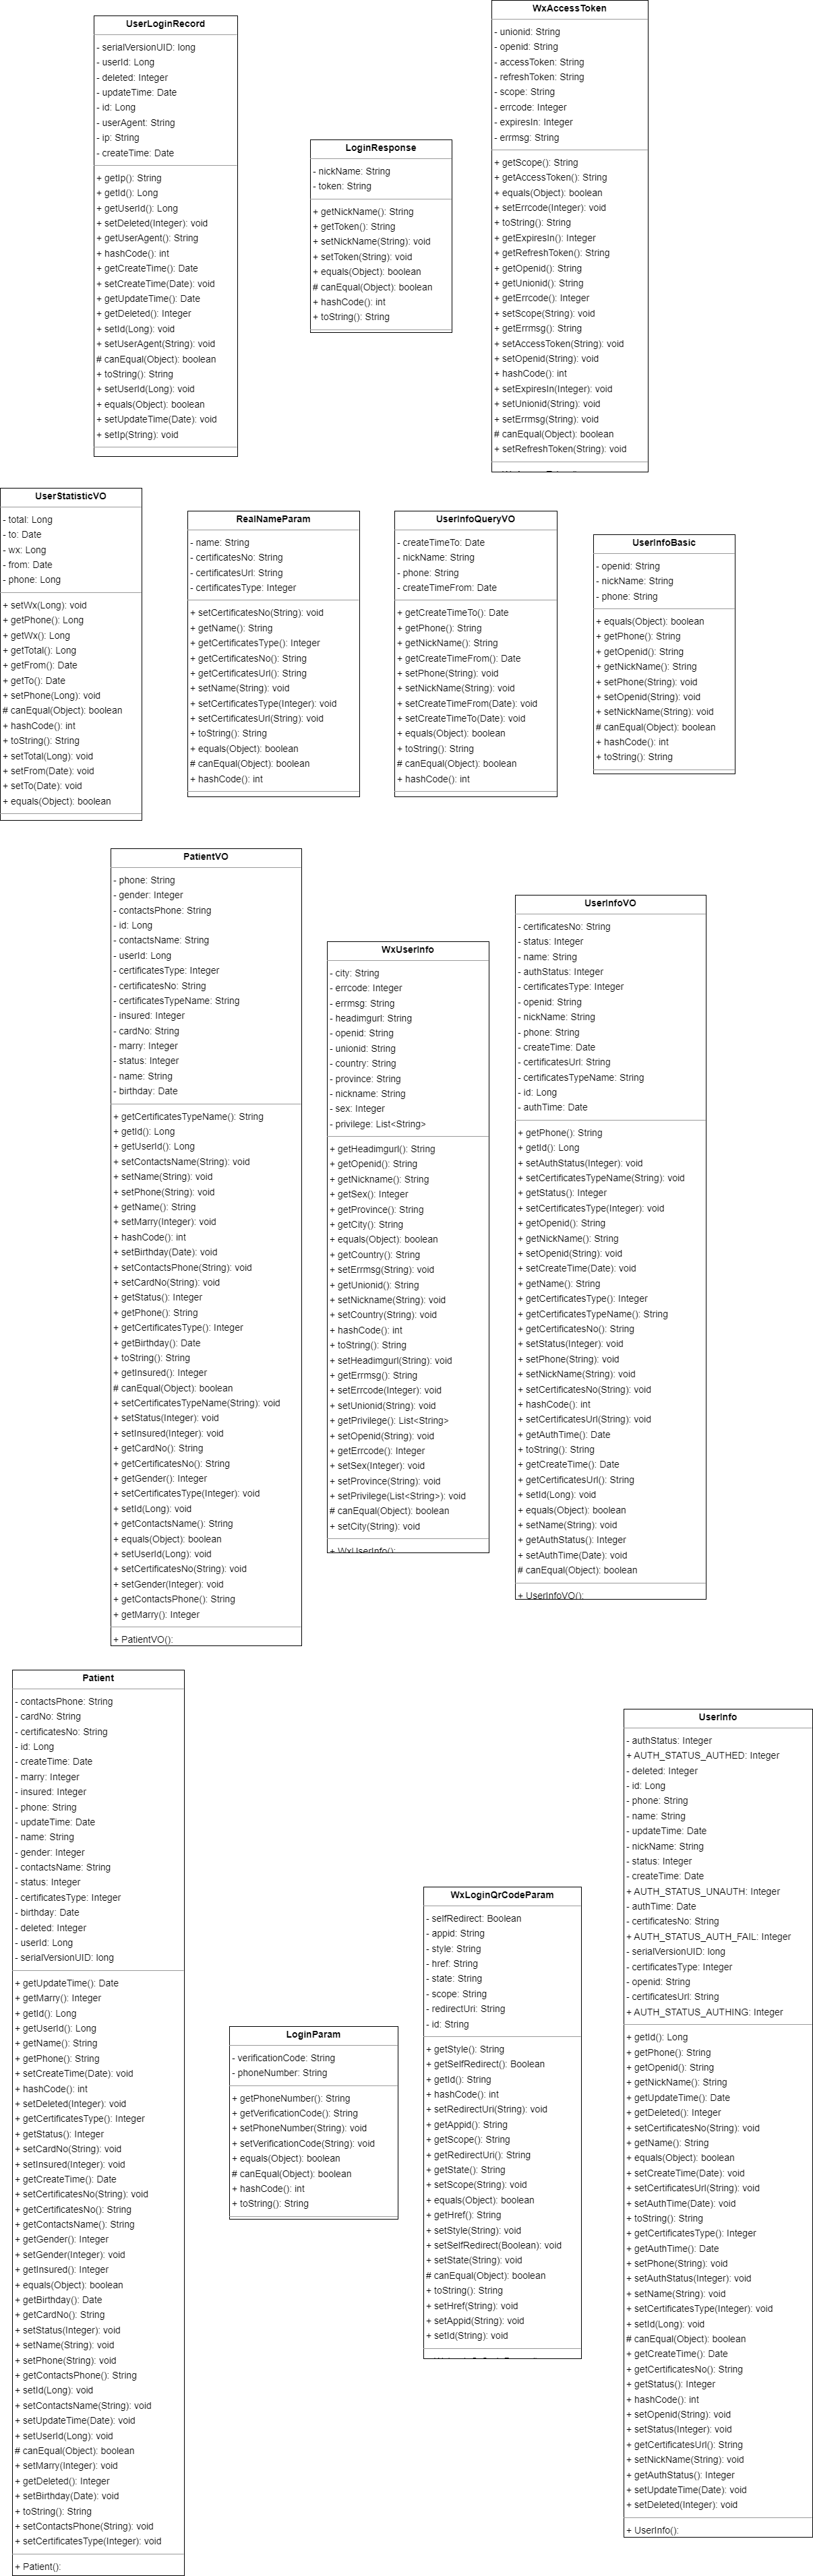 UserLoginRecord
- serialVersionUID: long
- userId: Long
- deleted: Integer
- updateTime: Date
- id: Long
- userAgent: String
- ip: String
- createTime: Date
+ getIp(): String
+ getId(): Long
+ getUserId(): Long
+ setDeleted(Integer): void
+ getUserAgent(): String
+ hashCode(): int
+ getCreateTime(): Date
+ setCreateTime(Date): void
+ getUpdateTime(): Date
+ getDeleted(): Integer
+ setId(Long): void
+ setUserAgent(String): void
# canEqual(Object): boolean
+ toString(): String
+ setUserId(Long): void
+ equals(Object): boolean
+ setUpdateTime(Date): void
+ setIp(String): void
LoginResponse
- nickName: String
- token: String
+ getNickName(): String
+ getToken(): String
+ setNickName(String): void
+ setToken(String): void
+ equals(Object): boolean
# canEqual(Object): boolean
+ hashCode(): int
+ toString(): String
WxAccessToken
- unionid: String
- openid: String
- accessToken: String
- refreshToken: String
- scope: String
- errcode: Integer
- expiresIn: Integer
- errmsg: String
+ getScope(): String
+ getAccessToken(): String
+ equals(Object): boolean
+ setErrcode(Integer): void
+ toString(): String
+ getExpiresIn(): Integer
+ getRefreshToken(): String
+ getOpenid(): String
+ getUnionid(): String
+ getErrcode(): Integer
+ setScope(String): void
+ getErrmsg(): String
+ setAccessToken(String): void
+ setOpenid(String): void
+ hashCode(): int
+ setExpiresIn(Integer): void
+ setUnionid(String): void
+ setErrmsg(String): void
# canEqual(Object): boolean
+ setRefreshToken(String): void
UserStatisticVO
- total: Long
- to: Date
- wx: Long
- from: Date
- phone: Long
+ setWx(Long): void
+ getPhone(): Long
+ getWx(): Long
+ getTotal(): Long
+ getFrom(): Date
+ getTo(): Date
+ setPhone(Long): void
# canEqual(Object): boolean
+ hashCode(): int
+ toString(): String
+ setTotal(Long): void
+ setFrom(Date): void
+ setTo(Date): void
+ equals(Object): boolean
RealNameParam
- name: String
- certificatesNo: String
- certificatesUrl: String
- certificatesType: Integer
+ setCertificatesNo(String): void
+ getName(): String
+ getCertificatesType(): Integer
+ getCertificatesNo(): String
+ getCertificatesUrl(): String
+ setName(String): void
+ setCertificatesType(Integer): void
+ setCertificatesUrl(String): void
+ toString(): String
+ equals(Object): boolean
# canEqual(Object): boolean
+ hashCode(): int
UserInfoQueryVO
- createTimeTo: Date
- nickName: String
- phone: String
- createTimeFrom: Date
+ getCreateTimeTo(): Date
+ getPhone(): String
+ getNickName(): String
+ getCreateTimeFrom(): Date
+ setPhone(String): void
+ setNickName(String): void
+ setCreateTimeFrom(Date): void
+ setCreateTimeTo(Date): void
+ equals(Object): boolean
+ toString(): String
# canEqual(Object): boolean
+ hashCode(): int
UserInfoBasic
- openid: String
- nickName: String
- phone: String
+ equals(Object): boolean
+ getPhone(): String
+ getOpenid(): String
+ getNickName(): String
+ setPhone(String): void
+ setOpenid(String): void
+ setNickName(String): void
# canEqual(Object): boolean
+ hashCode(): int
+ toString(): String
PatientVO
- phone: String
- gender: Integer
- contactsPhone: String
- id: Long
- contactsName: String
- userId: Long
- certificatesType: Integer
- certificatesNo: String
- certificatesTypeName: String
- insured: Integer
- cardNo: String
- marry: Integer
- status: Integer
- name: String
- birthday: Date
+ getCertificatesTypeName(): String
+ getId(): Long
+ getUserId(): Long
+ setContactsName(String): void
+ setName(String): void
+ setPhone(String): void
+ getName(): String
+ setMarry(Integer): void
+ hashCode(): int
+ setBirthday(Date): void
+ setContactsPhone(String): void
+ setCardNo(String): void
+ getStatus(): Integer
+ getPhone(): String
+ getCertificatesType(): Integer
+ getBirthday(): Date
+ toString(): String
+ getInsured(): Integer
# canEqual(Object): boolean
+ setCertificatesTypeName(String): void
+ setStatus(Integer): void
+ setInsured(Integer): void
+ getCardNo(): String
+ getCertificatesNo(): String
+ getGender(): Integer
+ setCertificatesType(Integer): void
+ setId(Long): void
+ getContactsName(): String
+ equals(Object): boolean
+ setUserId(Long): void
+ setCertificatesNo(String): void
+ setGender(Integer): void
+ getContactsPhone(): String
+ getMarry(): Integer
+ PatientVO():
WxUserInfo
- city: String
- errcode: Integer
- errmsg: String
- headimgurl: String
- openid: String
- unionid: String
- country: String
- province: String
- nickname: String
- sex: Integer
- privilege: List<String>
+ getHeadimgurl(): String
+ getOpenid(): String
+ getNickname(): String
+ getSex(): Integer
+ getProvince(): String
+ getCity(): String
+ equals(Object): boolean
+ getCountry(): String
+ setErrmsg(String): void
+ getUnionid(): String
+ setNickname(String): void
+ setCountry(String): void
+ hashCode(): int
+ toString(): String
+ setHeadimgurl(String): void
+ getErrmsg(): String
+ setErrcode(Integer): void
+ setUnionid(String): void
+ getPrivilege(): List<String>
+ setOpenid(String): void
+ getErrcode(): Integer
+ setSex(Integer): void
+ setProvince(String): void
+ setPrivilege(List<String>): void
# canEqual(Object): boolean
+ setCity(String): void
+ WxUserInfo():
UserInfoVO
- certificatesNo: String
- status: Integer
- name: String
- authStatus: Integer
- certificatesType: Integer
- openid: String
- nickName: String
- phone: String
- createTime: Date
- certificatesUrl: String
- certificatesTypeName: String
- id: Long
- authTime: Date
+ getPhone(): String
+ getId(): Long
+ setAuthStatus(Integer): void
+ setCertificatesTypeName(String): void
+ getStatus(): Integer
+ setCertificatesType(Integer): void
+ getOpenid(): String
+ getNickName(): String
+ setOpenid(String): void
+ setCreateTime(Date): void
+ getName(): String
+ getCertificatesType(): Integer
+ getCertificatesTypeName(): String
+ getCertificatesNo(): String
+ setStatus(Integer): void
+ setPhone(String): void
+ setNickName(String): void
+ setCertificatesNo(String): void
+ hashCode(): int
+ setCertificatesUrl(String): void
+ getAuthTime(): Date
+ toString(): String
+ getCreateTime(): Date
+ getCertificatesUrl(): String
+ setId(Long): void
+ equals(Object): boolean
+ setName(String): void
+ getAuthStatus(): Integer
+ setAuthTime(Date): void
# canEqual(Object): boolean
+ UserInfoVO():
Patient
- contactsPhone: String
- cardNo: String
- certificatesNo: String
- id: Long
- createTime: Date
- marry: Integer
- insured: Integer
- phone: String
- updateTime: Date
- name: String
- gender: Integer
- contactsName: String
- status: Integer
- certificatesType: Integer
- birthday: Date
- deleted: Integer
- userId: Long
- serialVersionUID: long
+ getUpdateTime(): Date
+ getMarry(): Integer
+ getId(): Long
+ getUserId(): Long
+ getName(): String
+ getPhone(): String
+ setCreateTime(Date): void
+ hashCode(): int
+ setDeleted(Integer): void
+ getCertificatesType(): Integer
+ getStatus(): Integer
+ setCardNo(String): void
+ setInsured(Integer): void
+ getCreateTime(): Date
+ setCertificatesNo(String): void
+ getCertificatesNo(): String
+ getContactsName(): String
+ getGender(): Integer
+ setGender(Integer): void
+ getInsured(): Integer
+ equals(Object): boolean
+ getBirthday(): Date
+ getCardNo(): String
+ setStatus(Integer): void
+ setName(String): void
+ setPhone(String): void
+ getContactsPhone(): String
+ setId(Long): void
+ setContactsName(String): void
+ setUpdateTime(Date): void
+ setUserId(Long): void
# canEqual(Object): boolean
+ setMarry(Integer): void
+ getDeleted(): Integer
+ setBirthday(Date): void
+ toString(): String
+ setContactsPhone(String): void
+ setCertificatesType(Integer): void
+ Patient():
LoginParam
- verificationCode: String
- phoneNumber: String
+ getPhoneNumber(): String
+ getVerificationCode(): String
+ setPhoneNumber(String): void
+ setVerificationCode(String): void
+ equals(Object): boolean
# canEqual(Object): boolean
+ hashCode(): int
+ toString(): String
WxLoginQrCodeParam
- selfRedirect: Boolean
- appid: String
- style: String
- href: String
- state: String
- scope: String
- redirectUri: String
- id: String
+ getStyle(): String
+ getSelfRedirect(): Boolean
+ getId(): String
+ hashCode(): int
+ setRedirectUri(String): void
+ getAppid(): String
+ getScope(): String
+ getRedirectUri(): String
+ getState(): String
+ setScope(String): void
+ equals(Object): boolean
+ getHref(): String
+ setStyle(String): void
+ setSelfRedirect(Boolean): void
+ setState(String): void
# canEqual(Object): boolean
+ toString(): String
+ setHref(String): void
+ setAppid(String): void
+ setId(String): void
UserInfo
- authStatus: Integer
+ AUTH_STATUS_AUTHED: Integer
- deleted: Integer
- id: Long
- phone: String
- name: String
- updateTime: Date
- nickName: String
- status: Integer
- createTime: Date
+ AUTH_STATUS_UNAUTH: Integer
- authTime: Date
- certificatesNo: String
+ AUTH_STATUS_AUTH_FAIL: Integer
- serialVersionUID: long
- certificatesType: Integer
- openid: String
- certificatesUrl: String
+ AUTH_STATUS_AUTHING: Integer
+ getId(): Long
+ getPhone(): String
+ getOpenid(): String
+ getNickName(): String
+ getUpdateTime(): Date
+ getDeleted(): Integer
+ setCertificatesNo(String): void
+ getName(): String
+ equals(Object): boolean
+ setCreateTime(Date): void
+ setCertificatesUrl(String): void
+ setAuthTime(Date): void
+ toString(): String
+ getCertificatesType(): Integer
+ getAuthTime(): Date
+ setPhone(String): void
+ setAuthStatus(Integer): void
+ setName(String): void
+ setCertificatesType(Integer): void
+ setId(Long): void
# canEqual(Object): boolean
+ getCreateTime(): Date
+ getCertificatesNo(): String
+ getStatus(): Integer
+ hashCode(): int
+ setOpenid(String): void
+ setStatus(Integer): void
+ getCertificatesUrl(): String
+ setNickName(String): void
+ getAuthStatus(): Integer
+ setUpdateTime(Date): void
+ setDeleted(Integer): void
+ UserInfo():